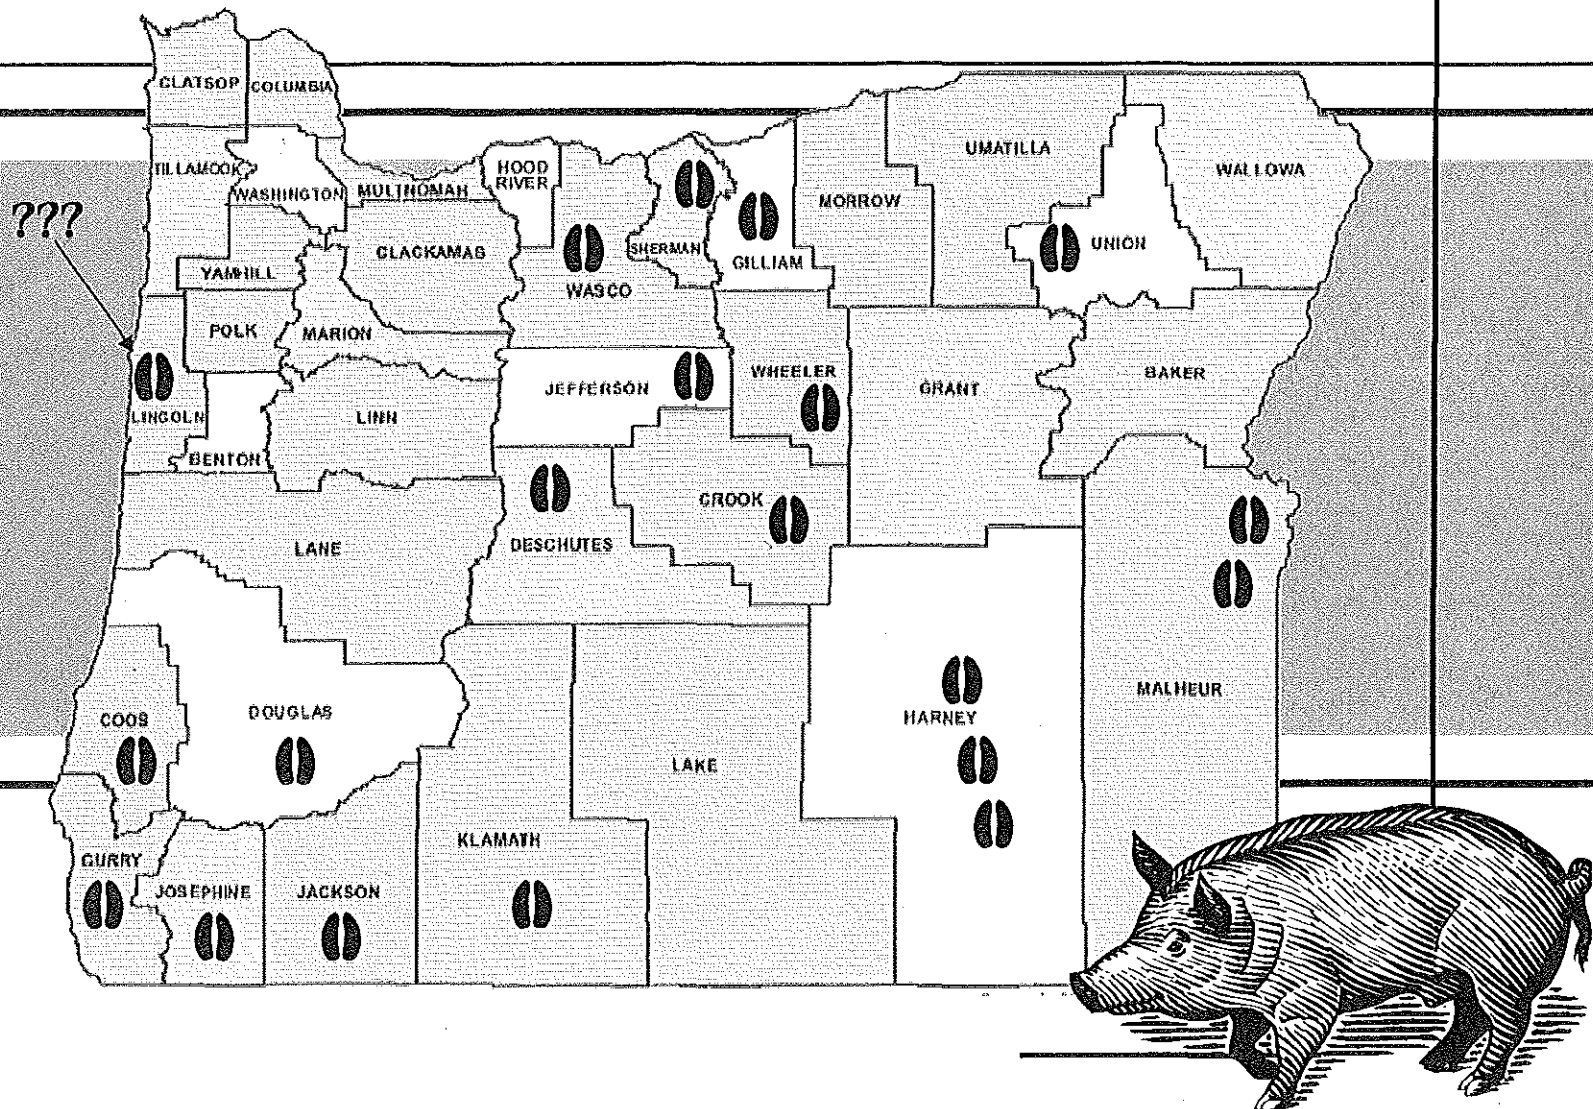 CLATSOP
COLUMBIA
TILLAMOOK
WASHINGTON
MULTNOMAH
HOOD
RIVER
SHERMAN
GILLIAM
MORROW
UMATILLA
UNION
WALLOWA
???
YAMHILL
CLACKAMAS
WASCO
POLK
MARION
JEFFERSON
WHEELER
GRANT
BAKER
LINCOLN
LINN
BENTON
LANE
DESCHUTES
CROOK
COOS
DOUGLAS
HARNEY
MALHEUR
LAKE
KLAMATH
CURRY
JOSEPHINE
JACKSON